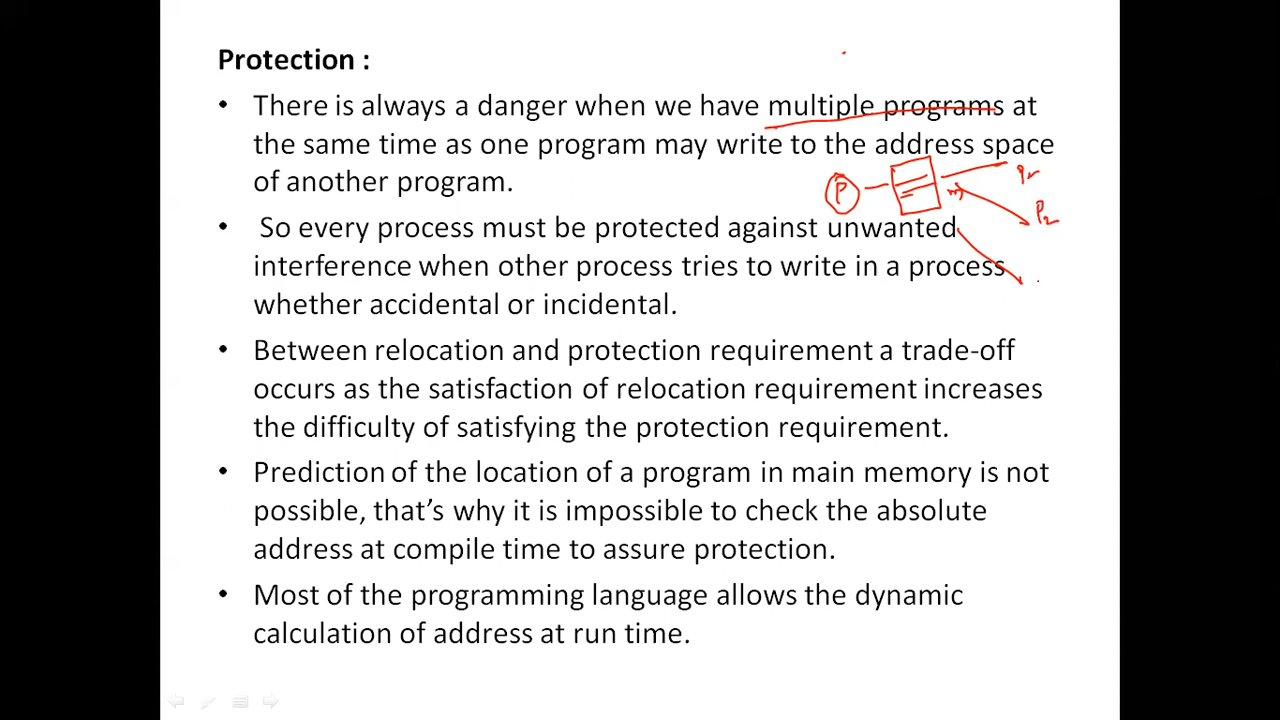 Protection :
• There is always a danger when we have multiple programs at
the same time as one program may write to the address space
of another program.
P
P2
• So every process must be protected against unwanted
interference when other process tries to write in a process
whether accidental or incidental.
• Between relocation and protection requirement a trade-off
occurs as the satisfaction of relocation requirement increases
the difficulty of satisfying the protection requirement.
• Prediction of the location of a program in main memory is not
possible, that’s why it is impossible to check the absolute
address at compile time to assure protection.
• Most of the programming language allows the dynamic
calculation of address at run time.